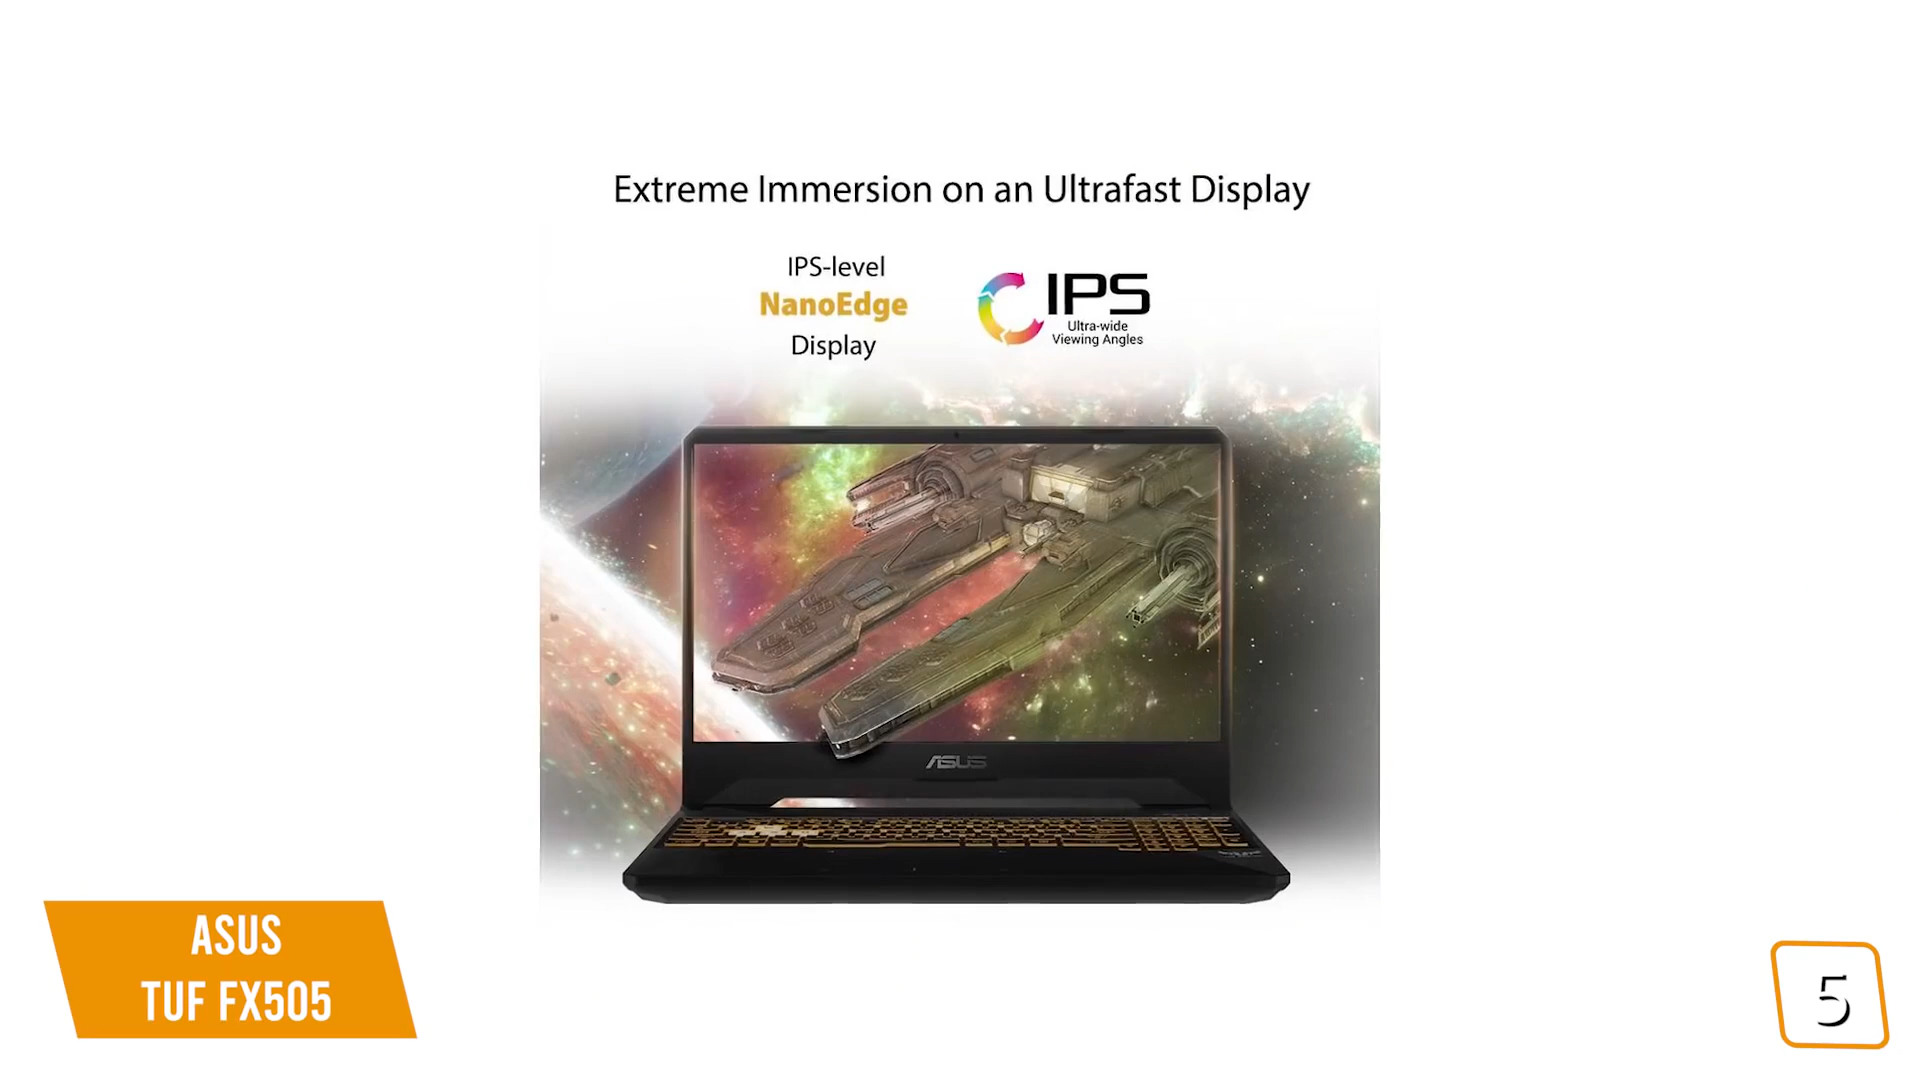 Extreme Immersion on an Ultrafast Display
IPS-level
NanoEdge
Display
IPS
Ultra-wide
Viewing Angles
ASUS
ASUS
TUF FX505
5